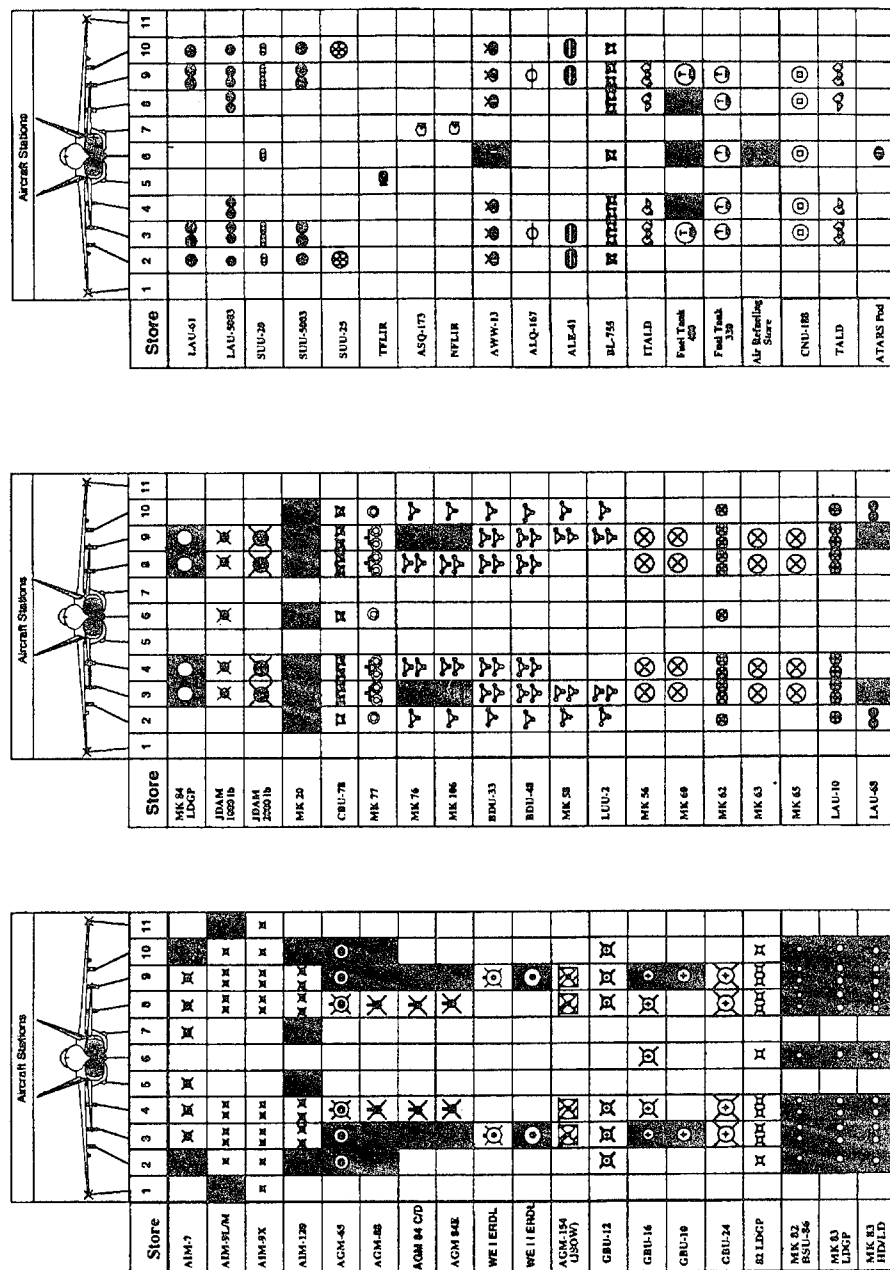 Aircraft Stations
Store 1 2 3 4 5 6 7 8 9 10 11
AIM-7
AIM-9L/M
AIM-9X
AIM-120
AGM-65
AGM-88
AGM 84 C/D
AGM 84E
WE I ERDL
WE II ERDL
AGM-154
(JSOW)
GBU-12
GBU-16
GBU-10
GBU-24
82 LDGP
MK 82
BSU-86
MK 83
LDGP
MK 83
HD/LD
Aircraft Stations
Store 1 2 3 4 5 6 7 8 9 10 11
MK 84
LDGP
JDAM
1000 lb
JDAM
2000 lb
MK 20
CBU-78
MK 77
MK 76
MK 106
BDU-33
BDU-48
MK 58
LUU-2
MK 56
MK 60
MK 62
MK 63
MK 65
LAU-10
LAU-68
Aircraft Stations
Store 1 2 3 4 5 6 7 8 9 10 11
LAU-61
LAU-5003
SUU-20
SUU-5003
SUU-25
TFLIR
ASQ-173
NFLIR
AWW-13
ALQ-167
ALE-41
BL-755
ITALD
Fuel Tank
480
Fuel Tank
330
Air Refueling
Store
CNU-188
TALD
ATARS Pod